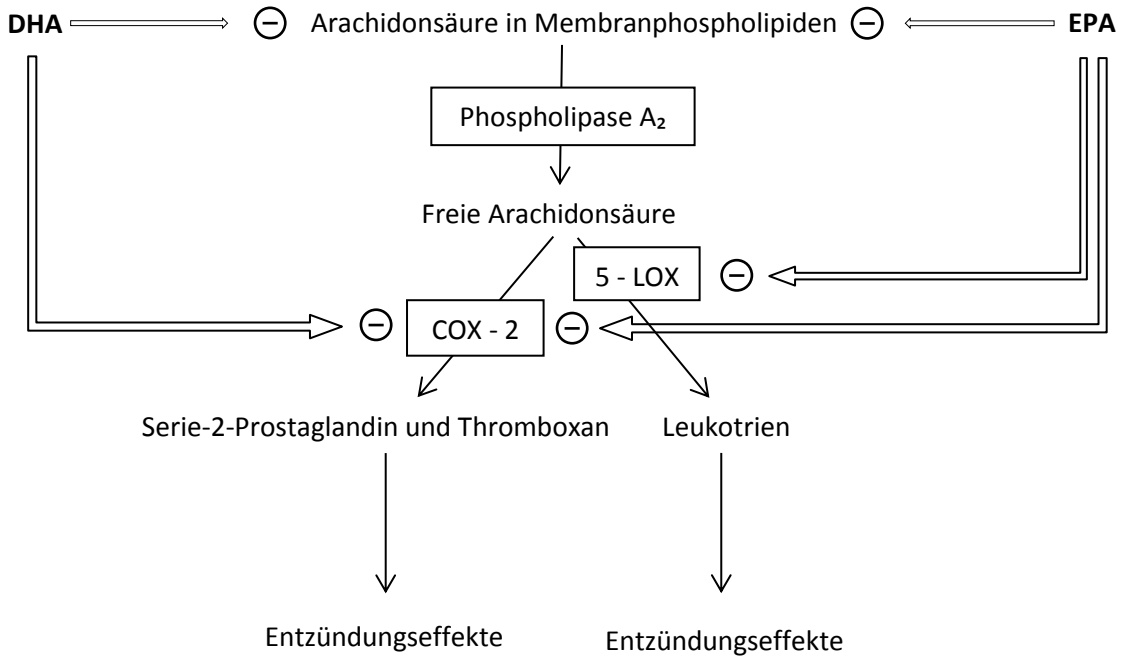 DHA ⊖ Arachidonsäure in Membranphospholipiden ⊖ EPA
Phospholipase A₂
Freie Arachidonsäure
5 - LOX ⊖
⊖ COX - 2 ⊖
Serie-2-Prostaglandin und Thromboxan Leukotrien
Entzündungseffekte Entzündungseffekte